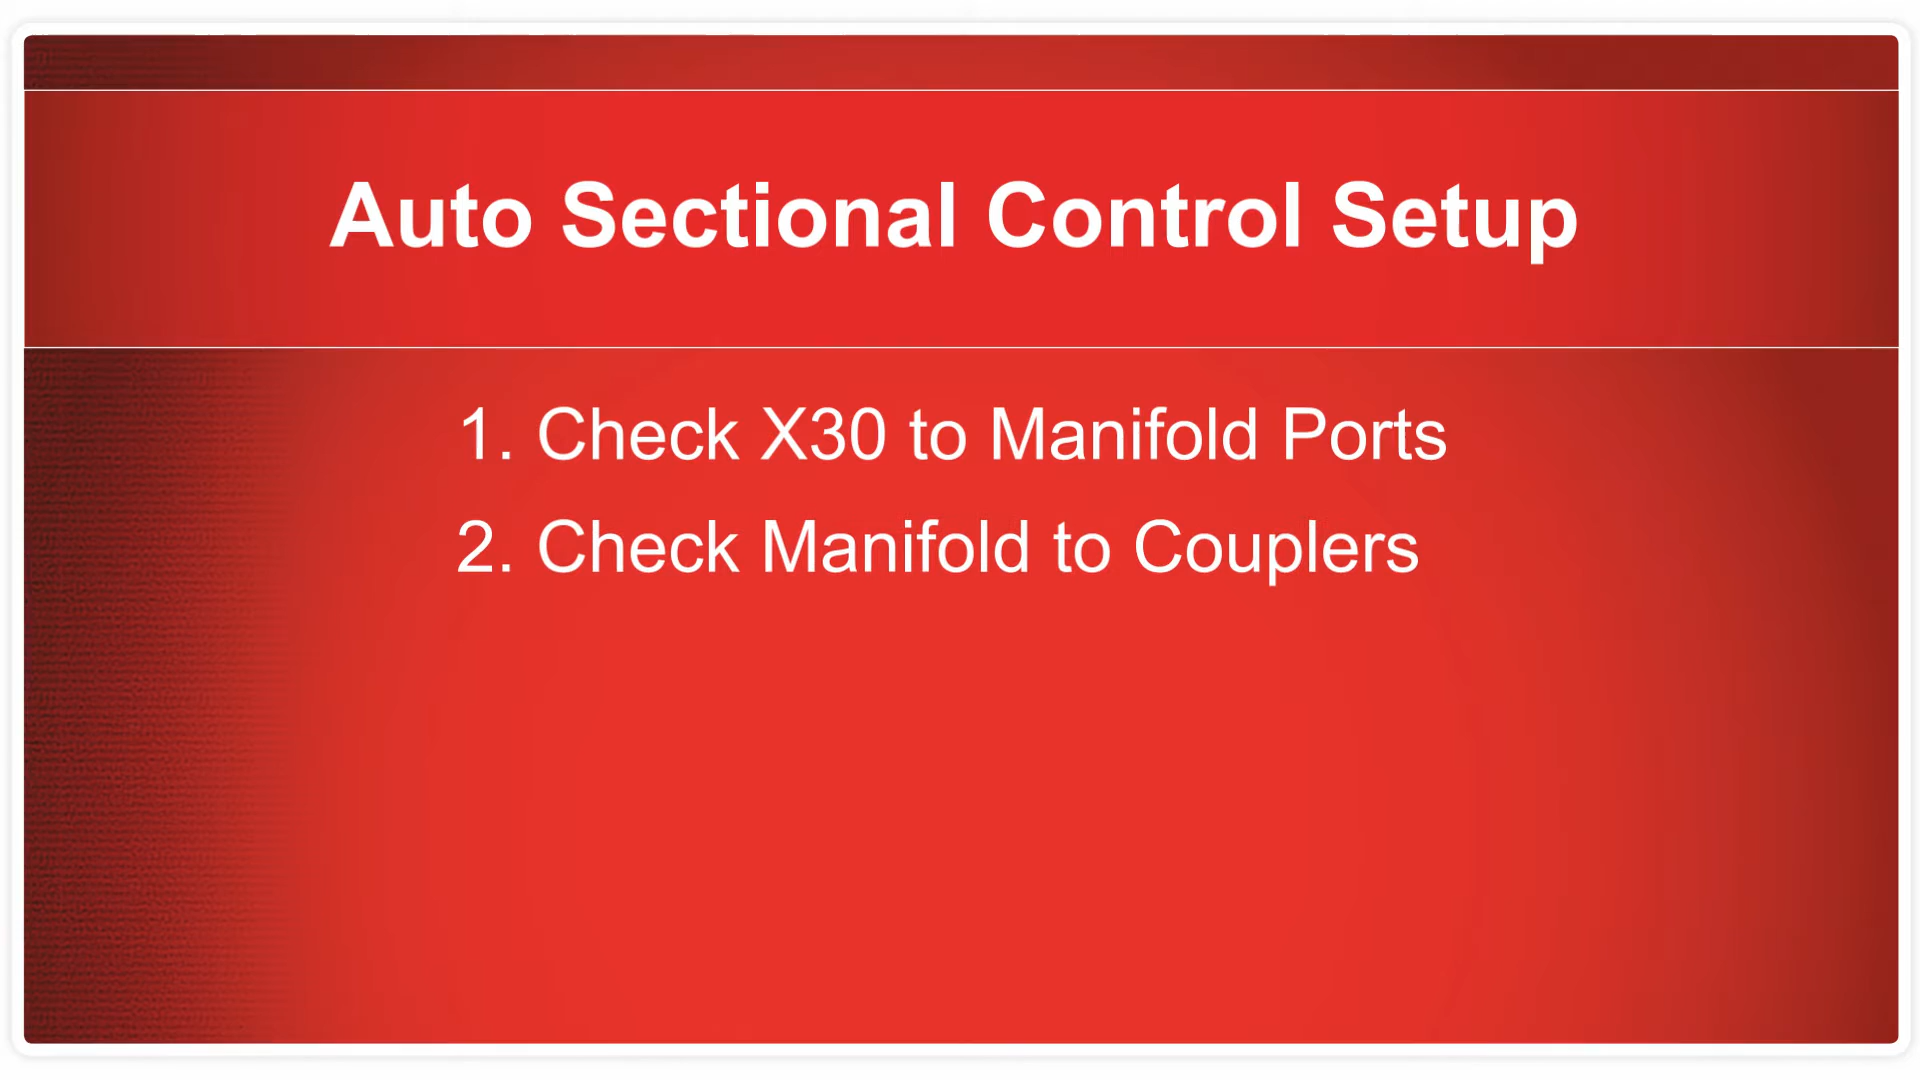 Auto Sectional Control Setup
1. Check X30 to Manifold Ports
2. Check Manifold to Couplers